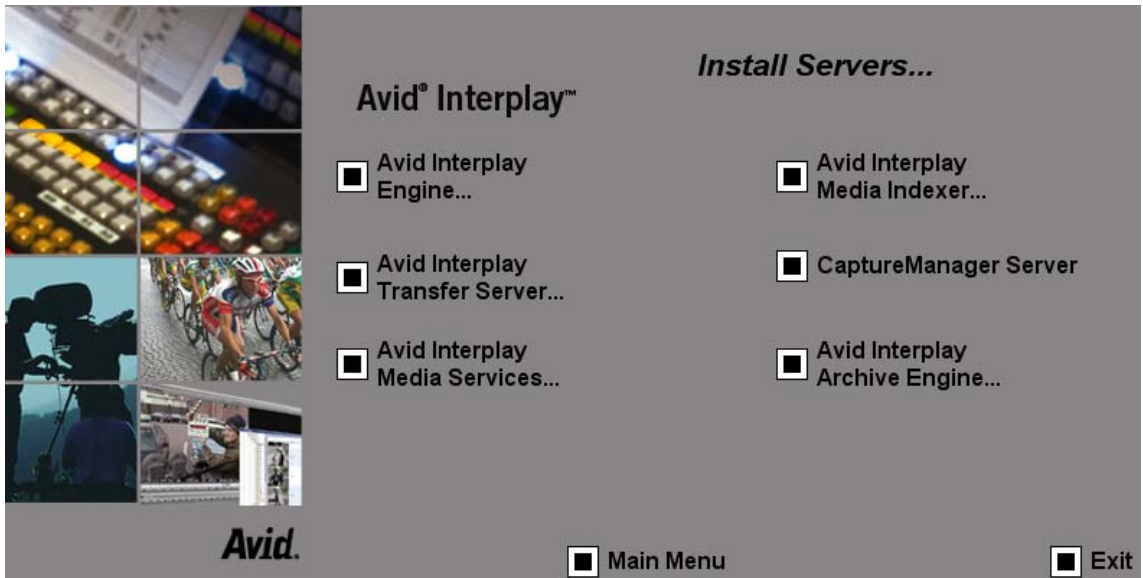 Install Servers...
Avid® Interplay™
Avid Interplay
Engine...
Avid Interplay
Media Indexer...
Avid Interplay
Transfer Server...
CaptureManager Server
Avid Interplay
Media Services...
Avid Interplay
Archive Engine...
Avid.
Main Menu
Exit